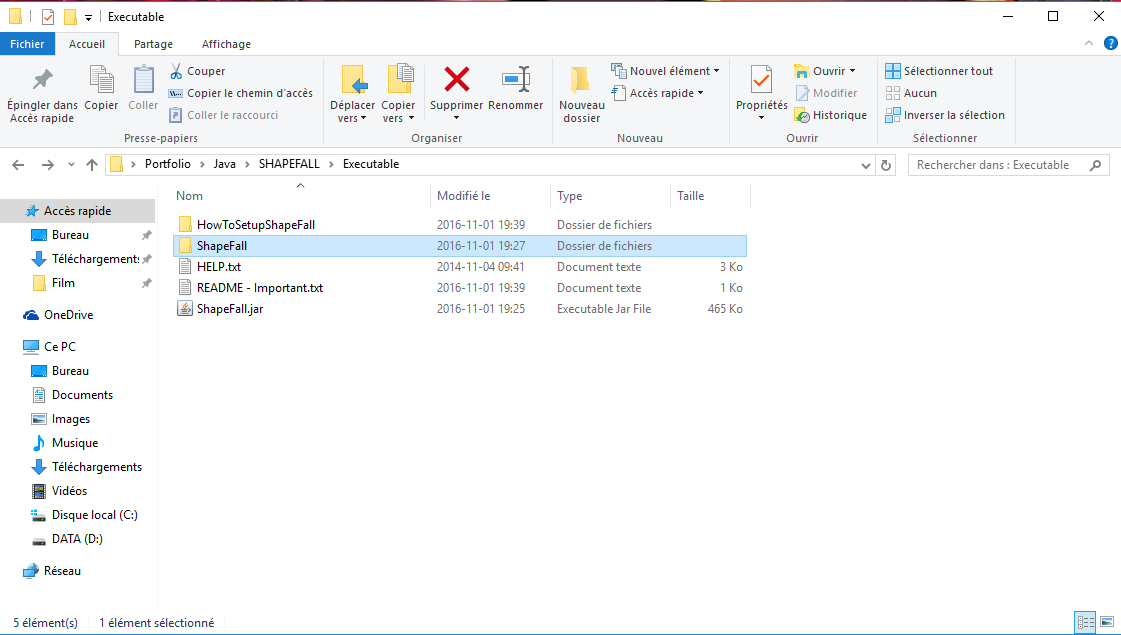 Executable
Fichier Accueil Partage Affichage
Épingler dans Accès rapide
Copier
Coller
Couper
Copier le chemin d'accès
Coller le raccourci
Presse-papiers
Déplacer vers
Copier vers
Supprimer
Renommer
Organiser
Nouveau dossier
Nouvel élément
Accès rapide
Nouveau
Propriétés
Ouvrir
Modifier
Historique
Ouvrir
Sélectionner tout
Aucun
Inverser la sélection
Sélectionner
Portfolio > Java > SHAPEFALL > Executable
Rechercher dans : Executable
Accès rapide
Bureau
Téléchargements
Film
OneDrive
Ce PC
Bureau
Documents
Images
Musique
Téléchargements
Vidéos
Disque local (C:)
DATA (D:)
Réseau
Nom Modifié le Type Taille
HowToSetupShapeFall 2016-11-01 19:39 Dossier de fichiers
ShapeFall 2016-11-01 19:27 Dossier de fichiers
HELP.txt 2014-11-04 09:41 Document texte 3 Ko
README - Important.txt 2016-11-01 19:39 Document texte 1 Ko
ShapeFall.jar 2016-11-01 19:25 Executable Jar File 465 Ko
5 élément(s) 1 élément sélectionné